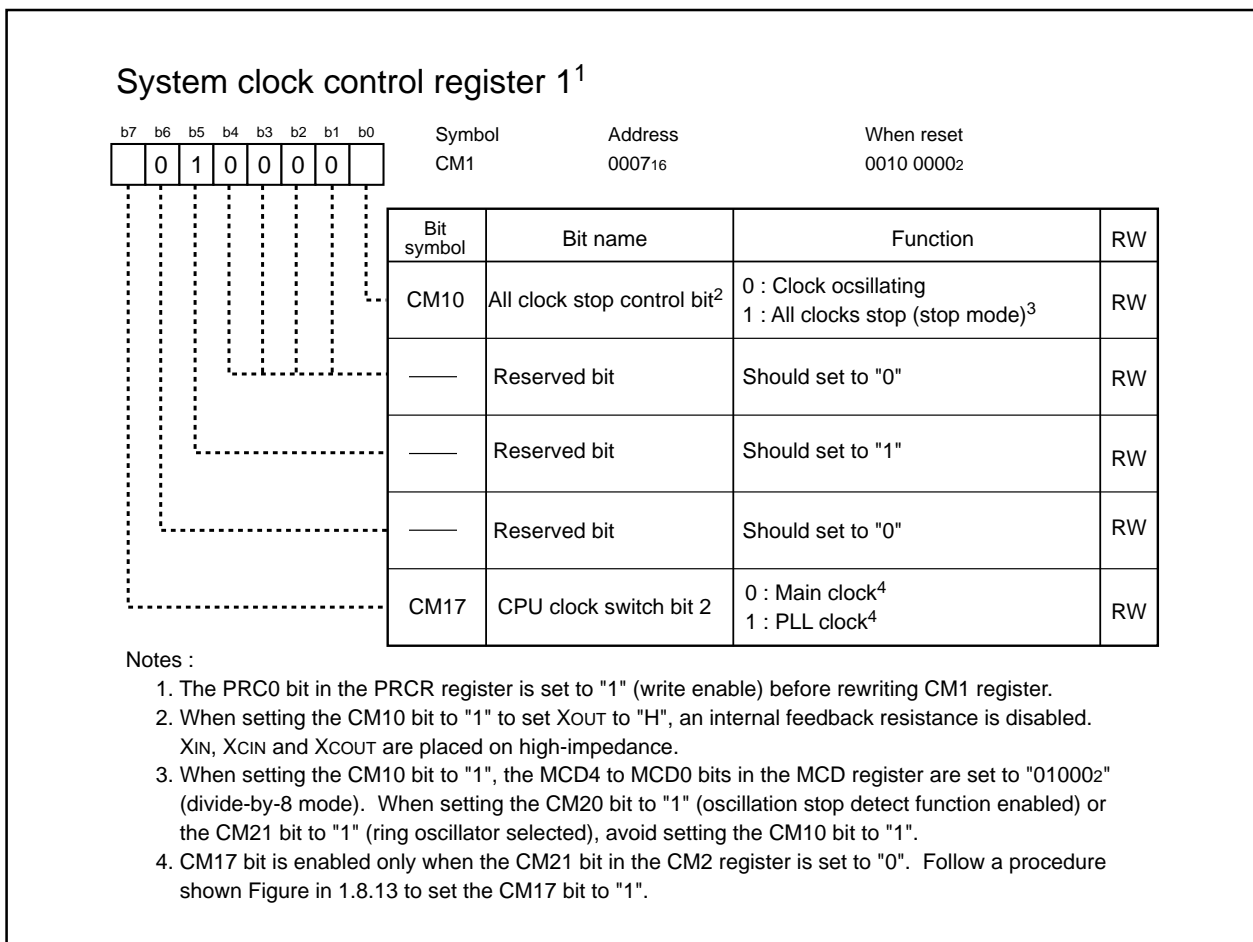 System clock control register 1¹
b7 b6 b5 b4 b3 b2 b1 b0
0 1 0 0 0 0
Symbol Address When reset
CM1 0007₁₆ 0010 0000₂
Bit symbol Bit name Function RW
CM10 All clock stop control bit² 0 : Clock ocsillating RW
1 : All clocks stop (stop mode)³
Reserved bit Should set to "0" RW
Reserved bit Should set to "1" RW
Reserved bit Should set to "0" RW
CM17 CPU clock switch bit 2 0 : Main clock⁴ RW
1 : PLL clock⁴
Notes :
1. The PRC0 bit in the PRCR register is set to "1" (write enable) before rewriting CM1 register.
2. When setting the CM10 bit to "1" to set XOUT to "H", an internal feedback resistance is disabled.
XIN, XCIN and XCOUT are placed on high-impedance.
3. When setting the CM10 bit to "1", the MCD4 to MCD0 bits in the MCD register are set to "01000₂"
(divide-by-8 mode). When setting the CM20 bit to "1" (oscillation stop detect function enabled) or
the CM21 bit to "1" (ring oscillator selected), avoid setting the CM10 bit to "1".
4. CM17 bit is enabled only when the CM21 bit in the CM2 register is set to "0". Follow a procedure
shown Figure in 1.8.13 to set the CM17 bit to "1".